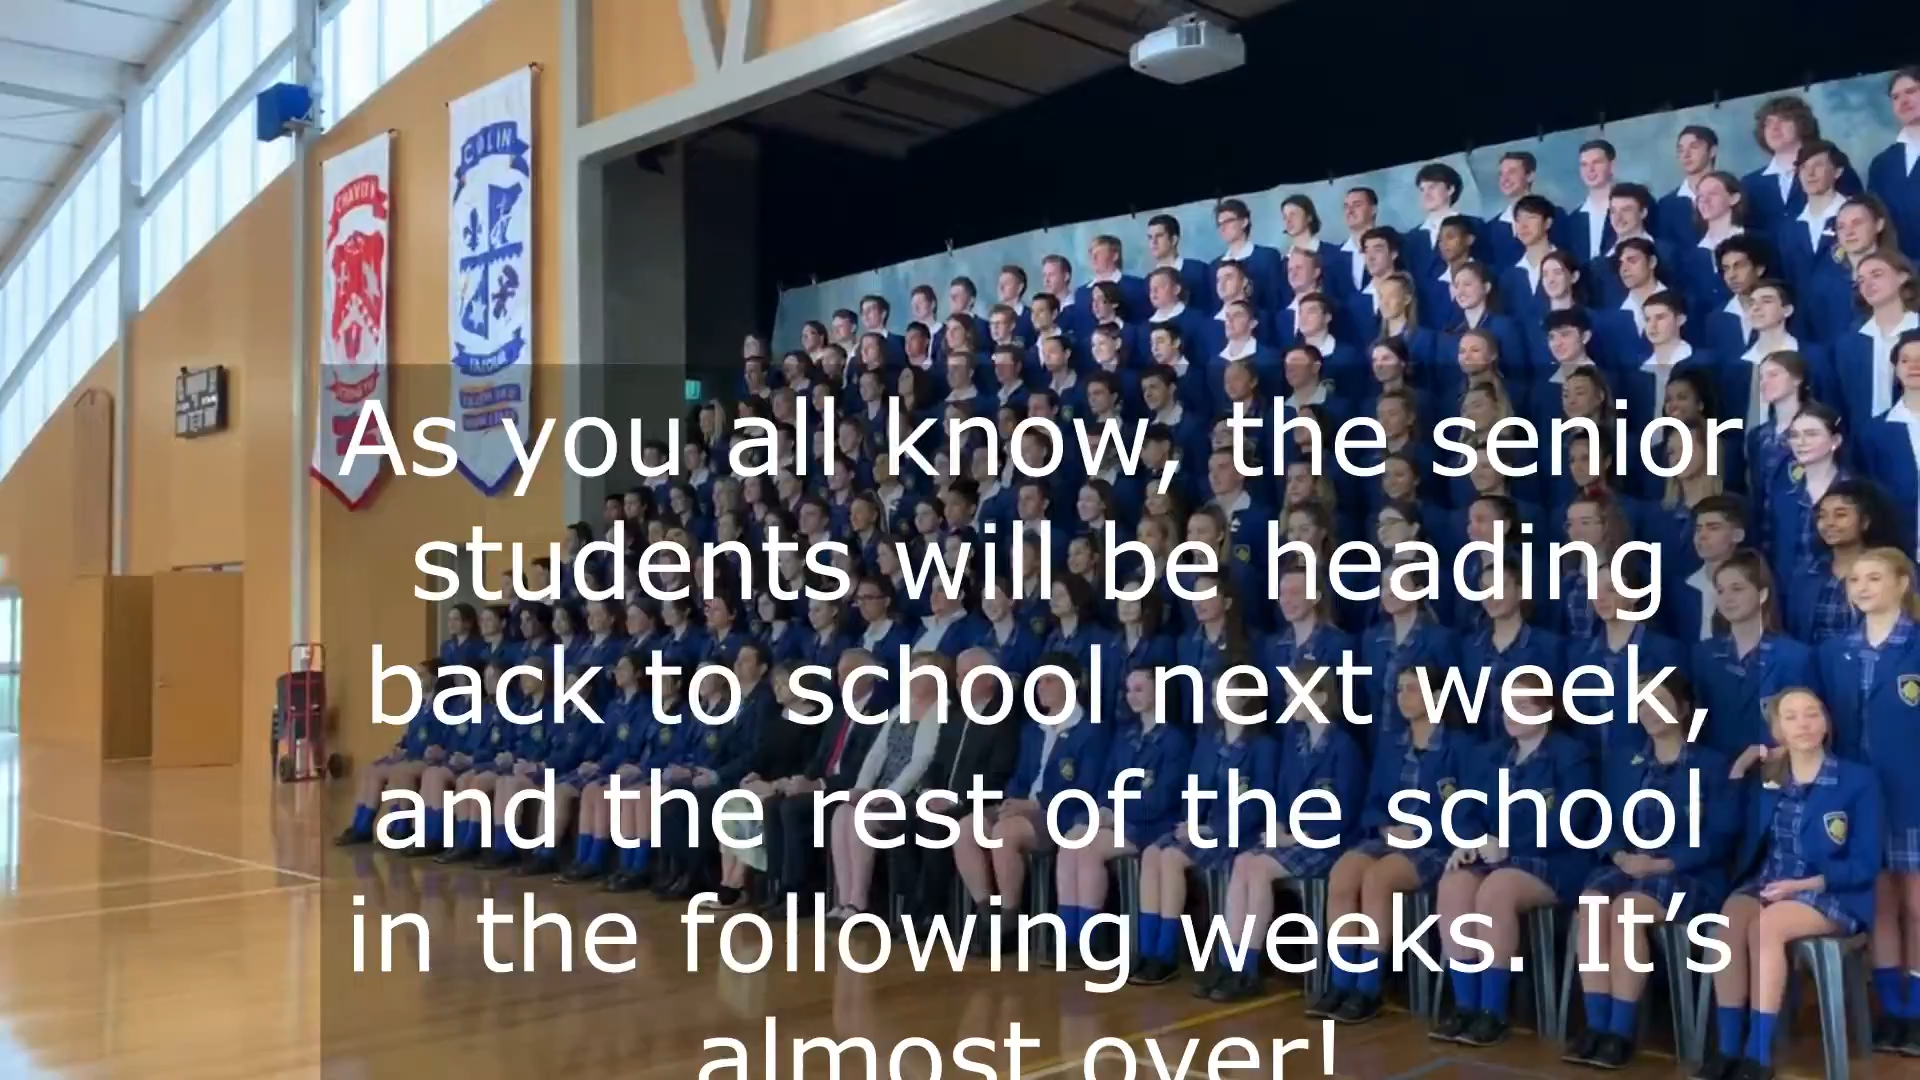 COLIN
As you all know, the senior
students will be heading
back to school next week,
and the rest of the school
in the following weeks. It’s
almost over!